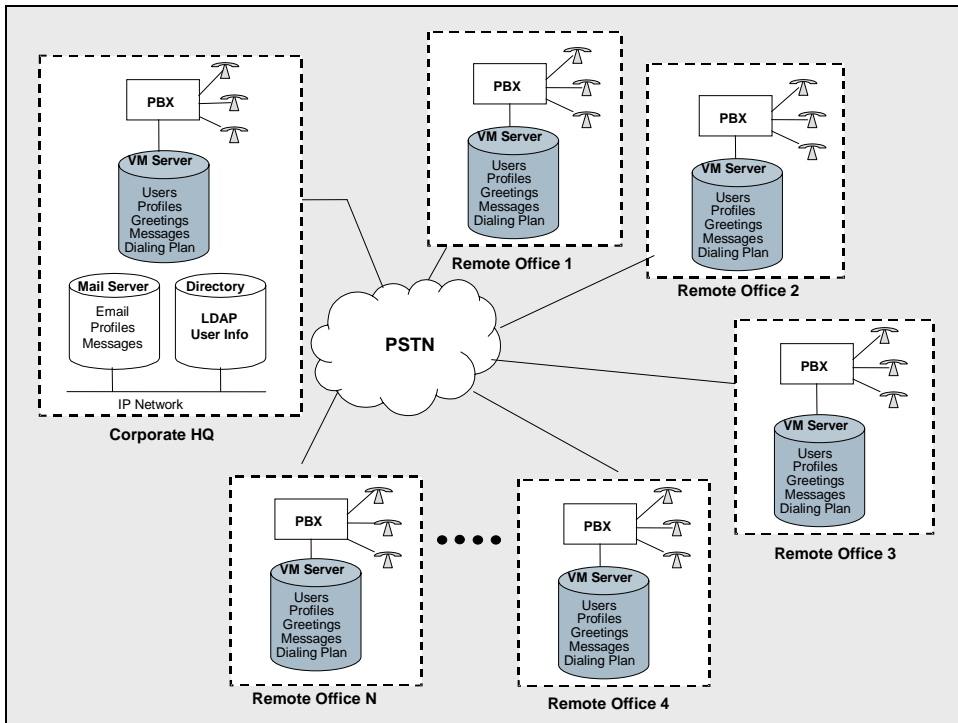 PBX
VM Server
Users
Profiles
Greetings
Messages
Dialing Plan
Mail Server
Email
Profiles
Messages
Directory
LDAP
User Info
IP Network
Corporate HQ
PBX
VM Server
Users
Profiles
Greetings
Messages
Dialing Plan
Remote Office 1
PBX
VM Server
Users
Profiles
Greetings
Messages
Dialing Plan
Remote Office 2
PSTN
PBX
VM Server
Users
Profiles
Greetings
Messages
Dialing Plan
Remote Office 3
PBX
VM Server
Users
Profiles
Greetings
Messages
Dialing Plan
Remote Office N
PBX
VM Server
Users
Profiles
Greetings
Messages
Dialing Plan
Remote Office 4